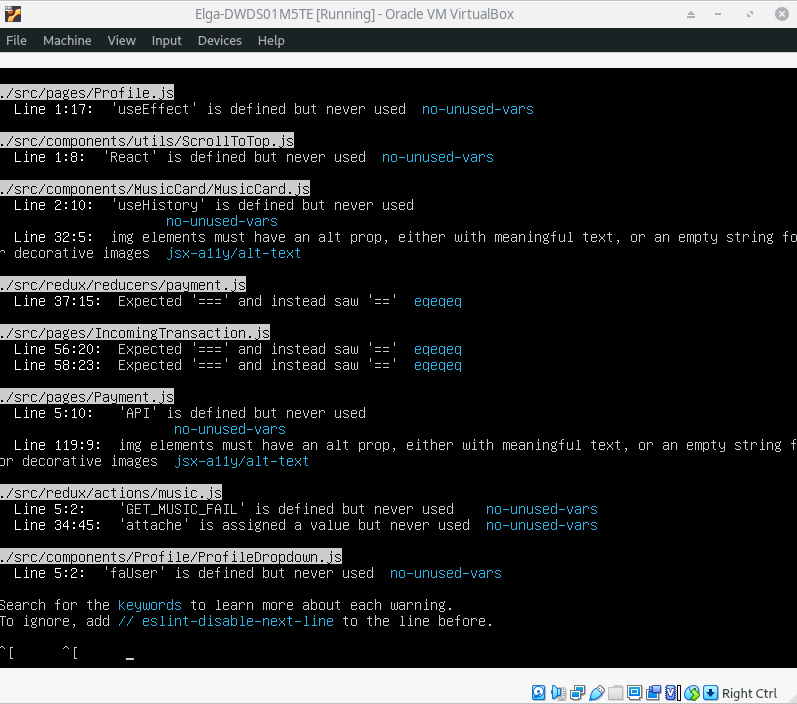 Elga-DWDS01M5TE [Running] - Oracle VM VirtualBox
File Machine View Input Devices Help
./src/pages/Profile.js
Line 1:17: 'useEffect' is defined but never used no-unused-vars
./src/components/utils/ScrollToTop.js
Line 1:8: 'React' is defined but never used no-unused-vars
./src/components/MusicCard/MusicCard.js
Line 2:10: 'useHistory' is defined but never used
no-unused-vars
Line 32:5: img elements must have an alt prop, either with meaningful text, or an empty string fo
r decorative images jsx-a11y/alt-text
./src/redux/reducers/payment.js
Line 37:15: Expected '===' and instead saw '==' eqeqeq
./src/pages/IncomingTransaction.js
Line 56:20: Expected '===' and instead saw '==' eqeqeq
Line 58:23: Expected '===' and instead saw '==' eqeqeq
./src/pages/Payment.js
Line 5:10: 'API' is defined but never used
no-unused-vars
Line 119:9: img elements must have an alt prop, either with meaningful text, or an empty string f
or decorative images jsx-a11y/alt-text
./src/redux/actions/music.js
Line 5:2: 'GET_MUSIC_FAIL' is defined but never used no-unused-vars
Line 34:45: 'attache' is assigned a value but never used no-unused-vars
./src/components/Profile/ProfileDropdown.js
Line 5:2: 'faUser' is defined but never used no-unused-vars
Search for the keywords to learn more about each warning.
To ignore, add // eslint-disable-next-line to the line before.
^[ ^[ _
Right Ctrl